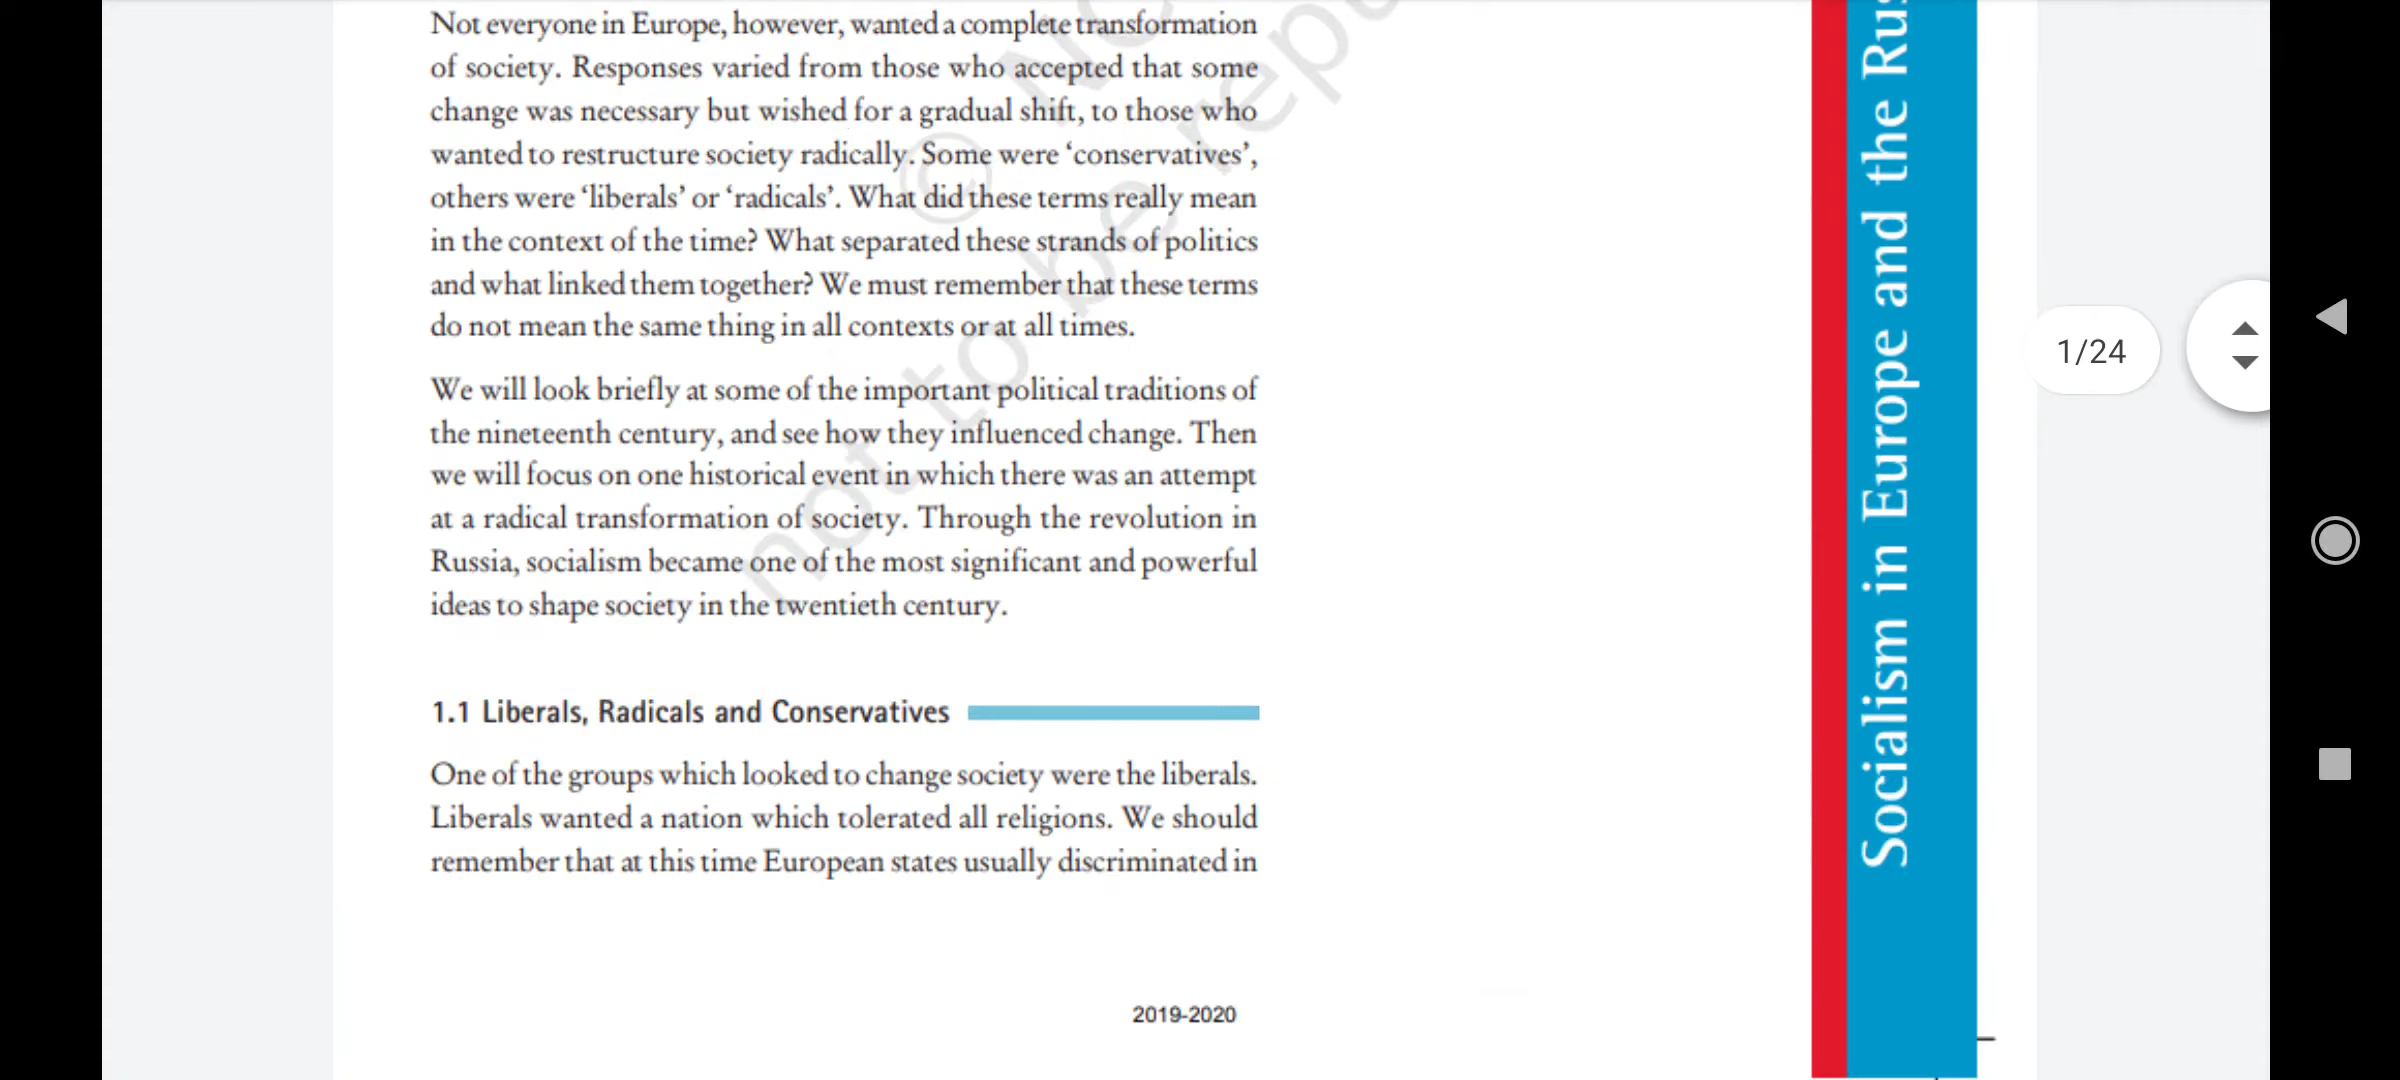 Not everyone in Europe, however, wanted a complete transformation
of society. Responses varied from those who accepted that some
change was necessary but wished for a gradual shift, to those who
wanted to restructure society radically. Some were ‘conservatives’,
others were ‘liberals’ or ‘radicals’. What did these terms really mean
in the context of the time? What separated these strands of politics
and what linked them together? We must remember that these terms
do not mean the same thing in all contexts or at all times.
We will look briefly at some of the important political traditions of
the nineteenth century, and see how they influenced change. Then
we will focus on one historical event in which there was an attempt
at a radical transformation of society. Through the revolution in
Russia, socialism became one of the most significant and powerful
ideas to shape society in the twentieth century.
1.1 Liberals, Radicals and Conservatives
One of the groups which looked to change society were the liberals.
Liberals wanted a nation which tolerated all religions. We should
remember that at this time European states usually discriminated in
2019-2020
Socialism in Europe and the Rus
1/24
© NC
not to be repu